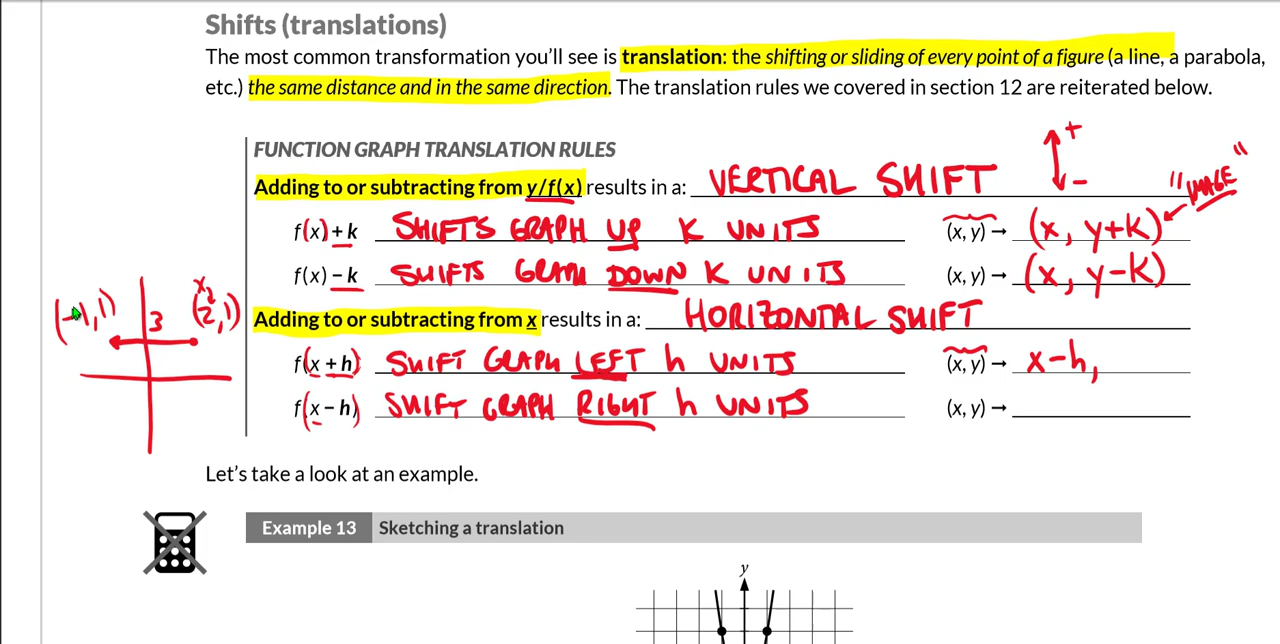 Shifts (translations)
The most common transformation you'll see is translation: the shifting or sliding of every point of a figure (a line, a parabola,
etc.) the same distance and in the same direction. The translation rules we covered in section 12 are reiterated below.
+
FUNCTION GRAPH TRANSLATION RULES
Adding to or subtracting from y/f(x) results in a: VERTICAL SHIFT
−
"IMAGE"
f(x) + k SHIFTS GRAPH UP K UNITS (x, y) → (x, y+k)
f(x) − k SHIFTS GRAPH DOWN K UNITS (x, y) → (x, y−k)
(-1,1) 3 (2,1)
Adding to or subtracting from x results in a: HORIZONTAL SHIFT
f(x + h) SHIFT GRAPH LEFT h UNITS (x, y) → x−h,
f(x − h) SHIFT GRAPH RIGHT h UNITS (x, y) →
Let's take a look at an example.
Example 13 Sketching a translation
y